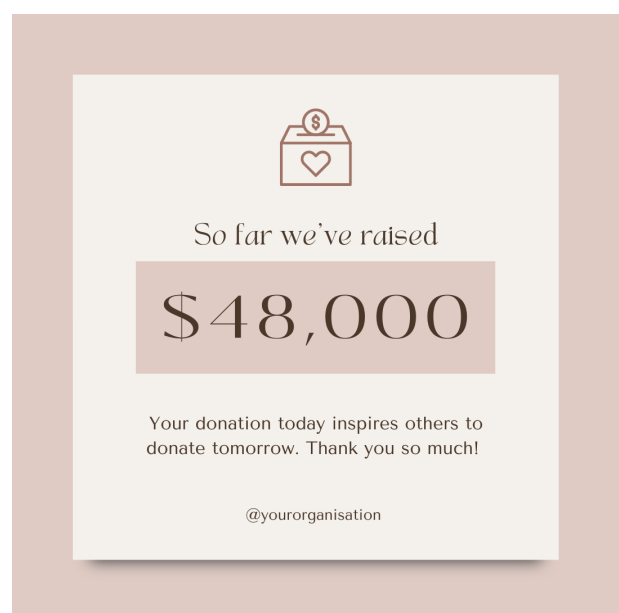 $
So far we've raised
$48,000
Your donation today inspires others to
donate tomorrow. Thank you so much!
@yourorganisation